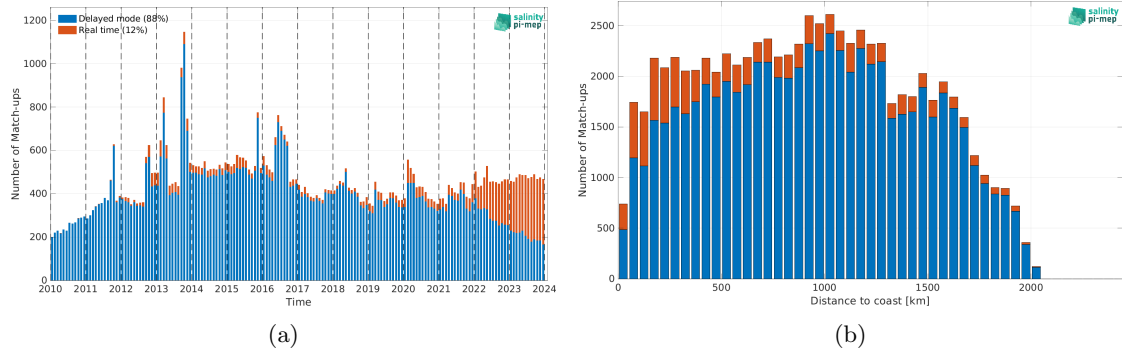 1200
1000
800
600
400
200
0
Number of Match-ups
Delayed mode (88%)
Real time (12%)
salinity
pi-mep
2010 2011 2012 2013 2014 2015 2016 2017 2018 2019 2020 2021 2022 2023 2024
Time
(a)
2500
2000
1500
1000
500
0
Number of Match-ups
salinity
pi-mep
0 500 1000 1500 2000
Distance to coast [km]
(b)